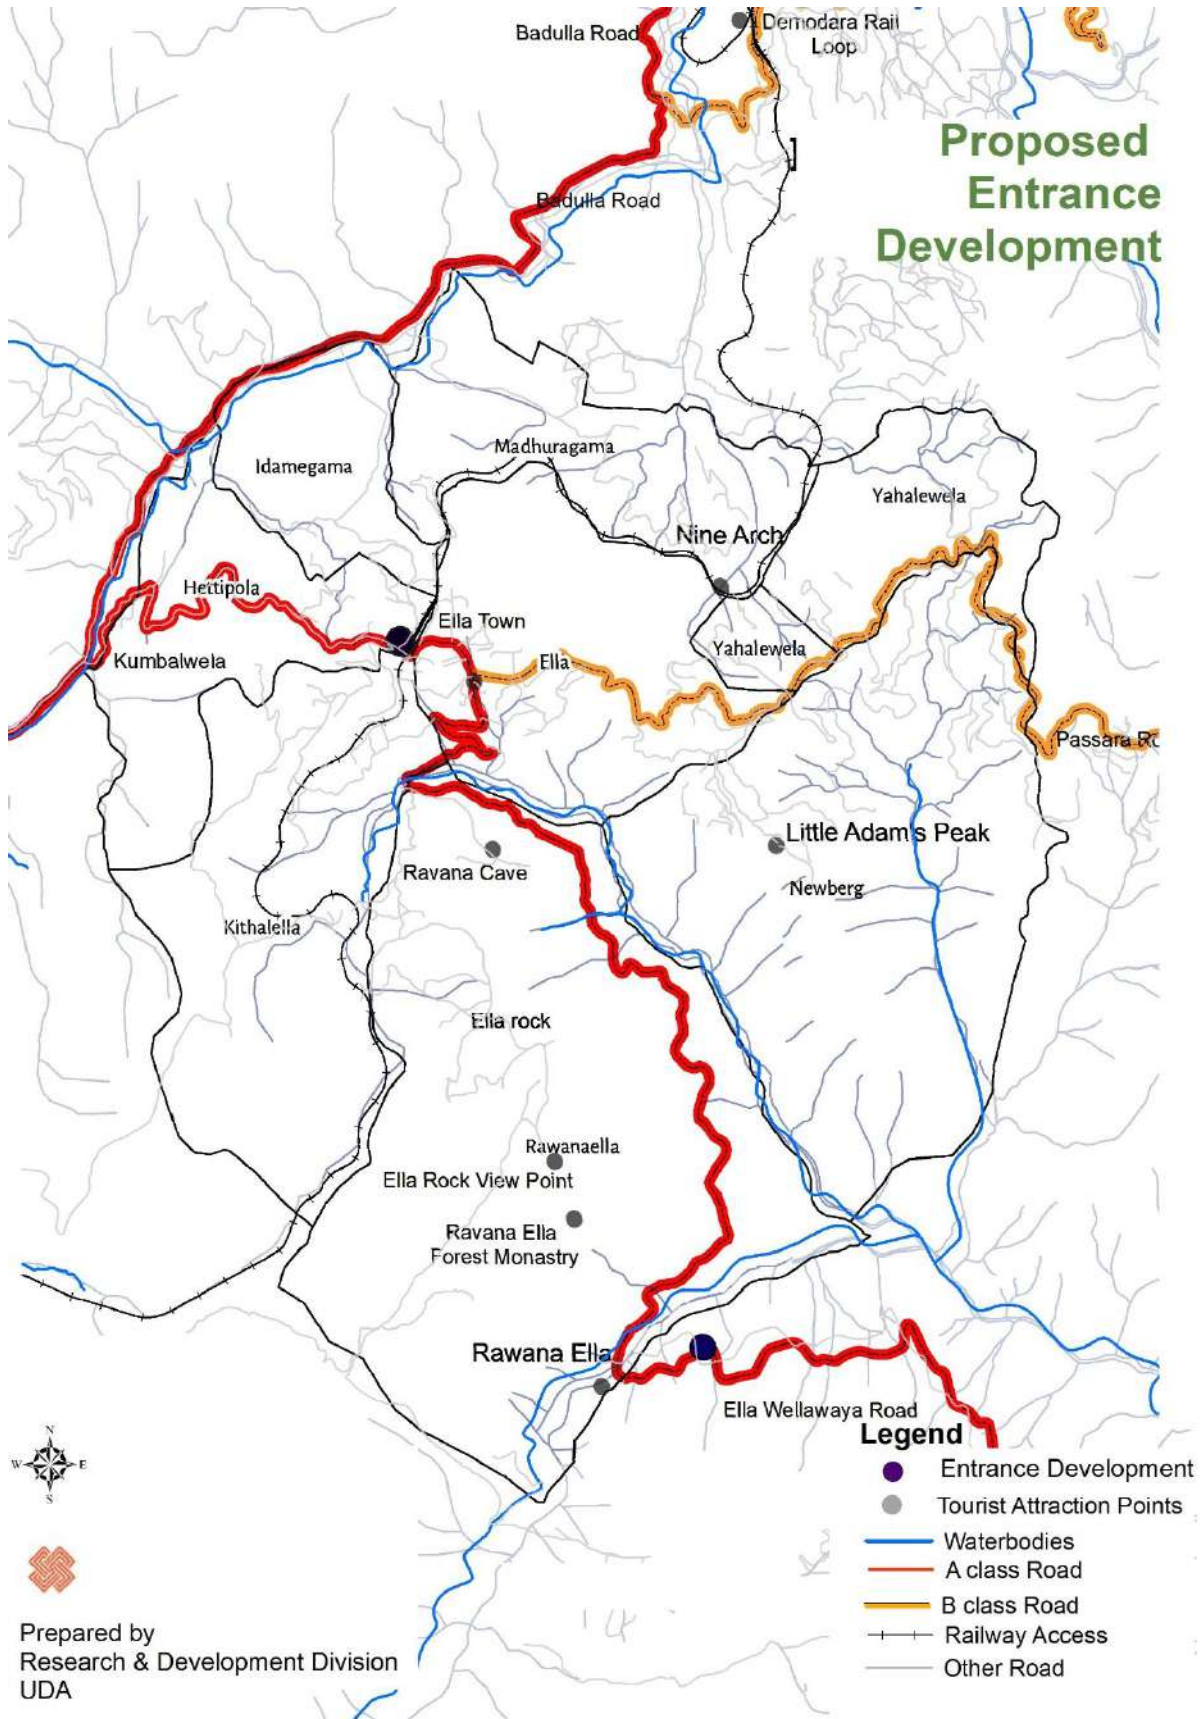 Badulla Road
Demodara Rail
Loop
Proposed
Entrance
Development
Badulla Road
Madhuragama
Idamegama
Yahalewela
Nine Arch
Hettipola
Ella Town
Yahalewela
Ella
Kumbalwela
Passara
Little Adam's Peak
Ravana Cave
Newberg
Kithalella
Ella rock
Rawanaella
Ella Rock View Point
Ravana Ella
Forest Monastry
Rawana Ella
Ella Wellawaya Road
Legend
Entrance Development
Tourist Attraction Points
Waterbodies
A class Road
B class Road
Railway Access
Other Road
N
W
E
S
Prepared by
Research & Development Division
UDA